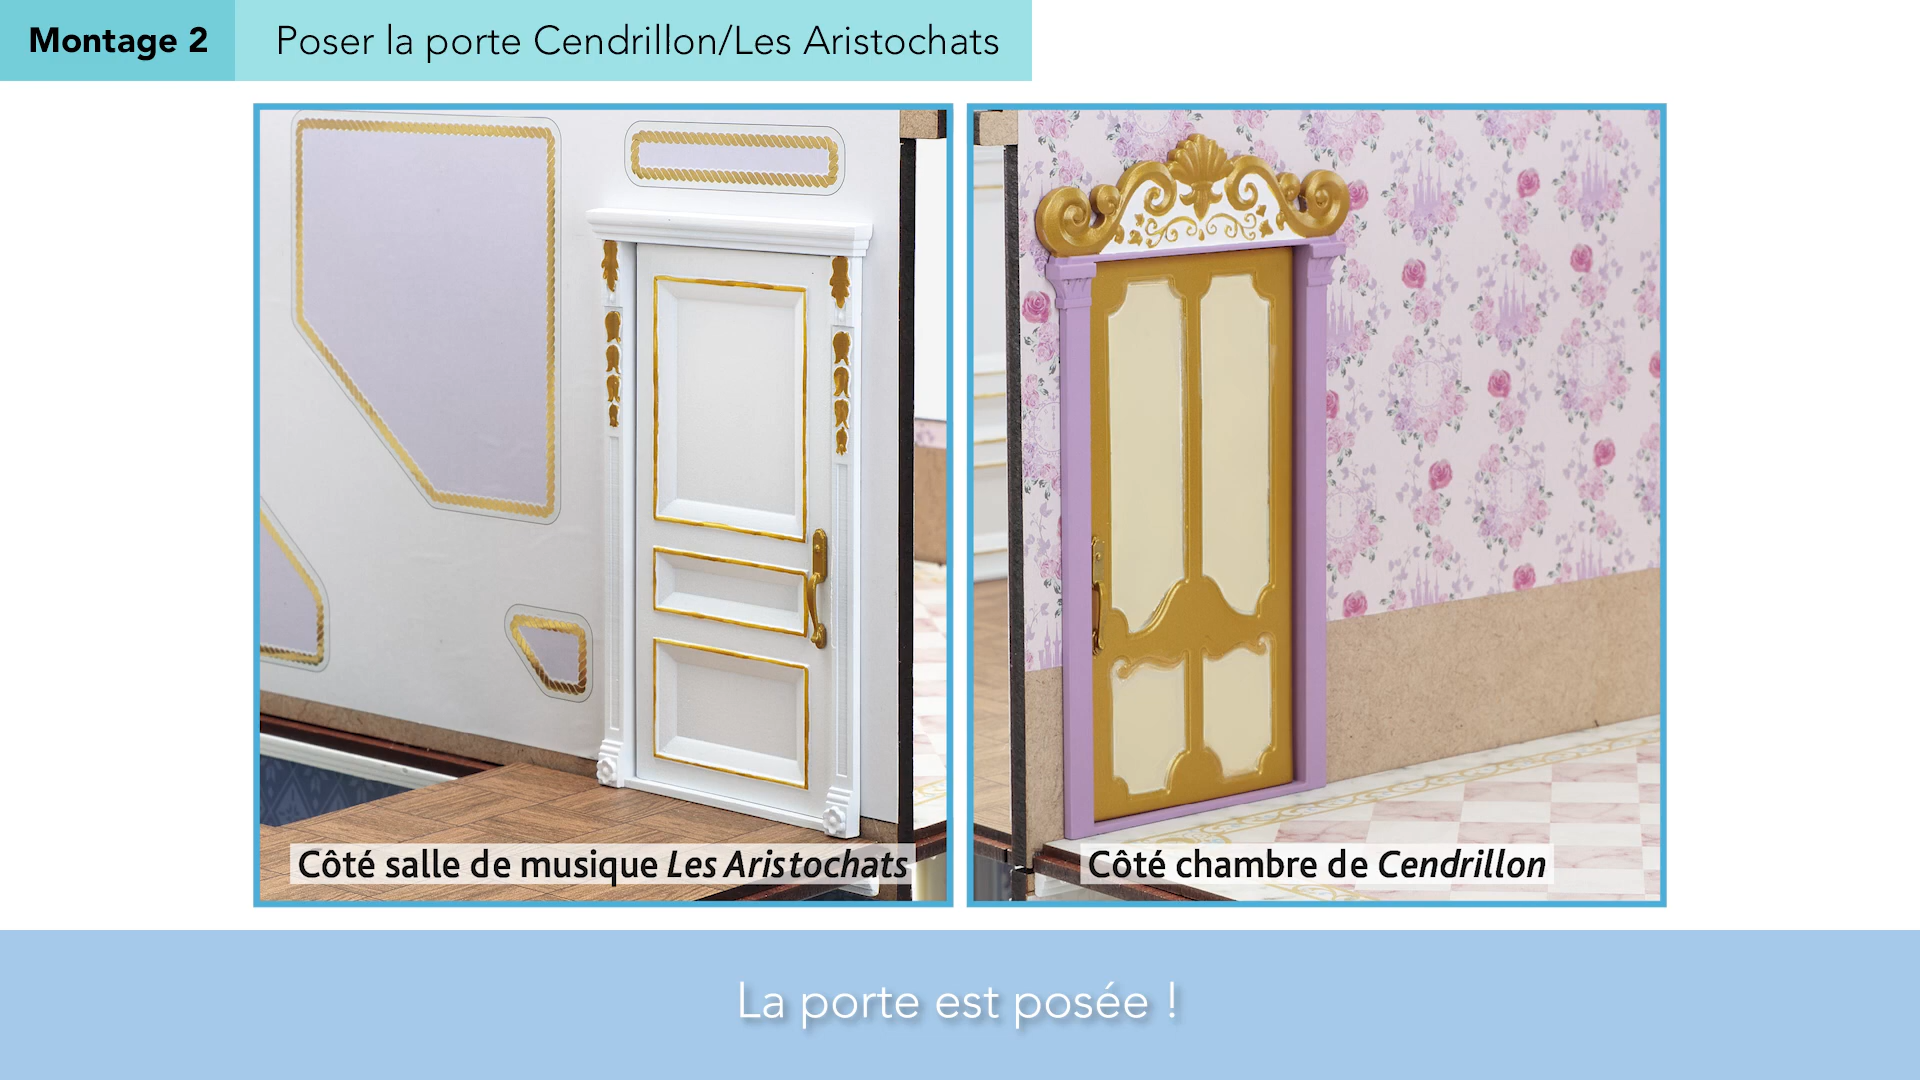 Montage 2
Poser la porte Cendrillon/Les Aristochats
Côté salle de musique Les Aristochats
Côté chambre de Cendrillon
La porte est posée !